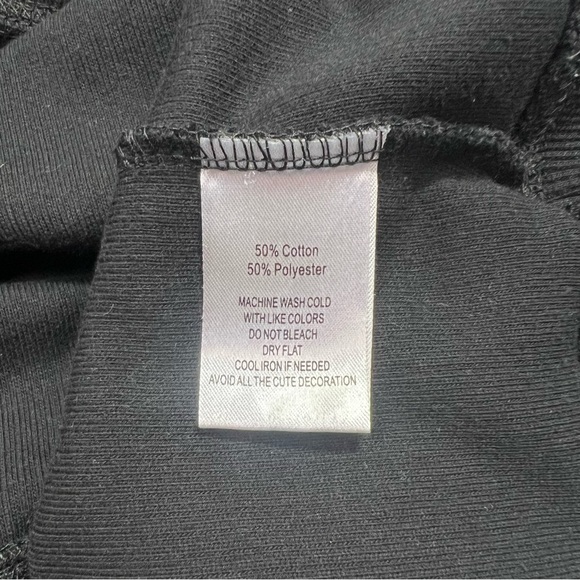 50% Cotton
50% Polyester
MACHINE WASH COLD
WITH LIKE COLORS
DO NOT BLEACH
DRY FLAT
COOL IRON IF NEEDED
AVOID ALL THE CUTE DECORATION